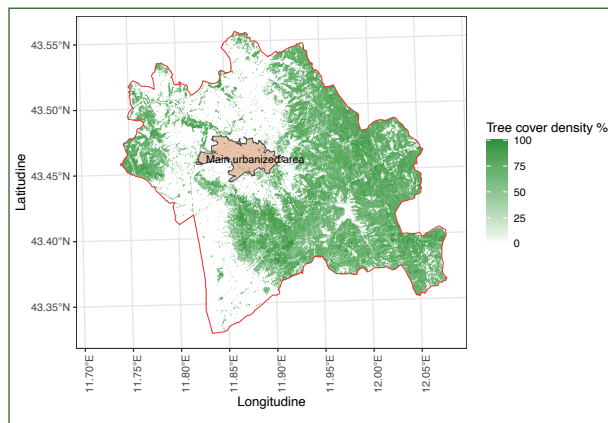 43.55°N
43.50°N
43.45°N
43.40°N
43.35°N
Latitudine
Main urbanized area
11.70°E
11.75°E
11.80°E
11.85°E
11.90°E
11.95°E
12.00°E
12.05°E
Longitudine
Tree cover density %
100
75
50
25
0